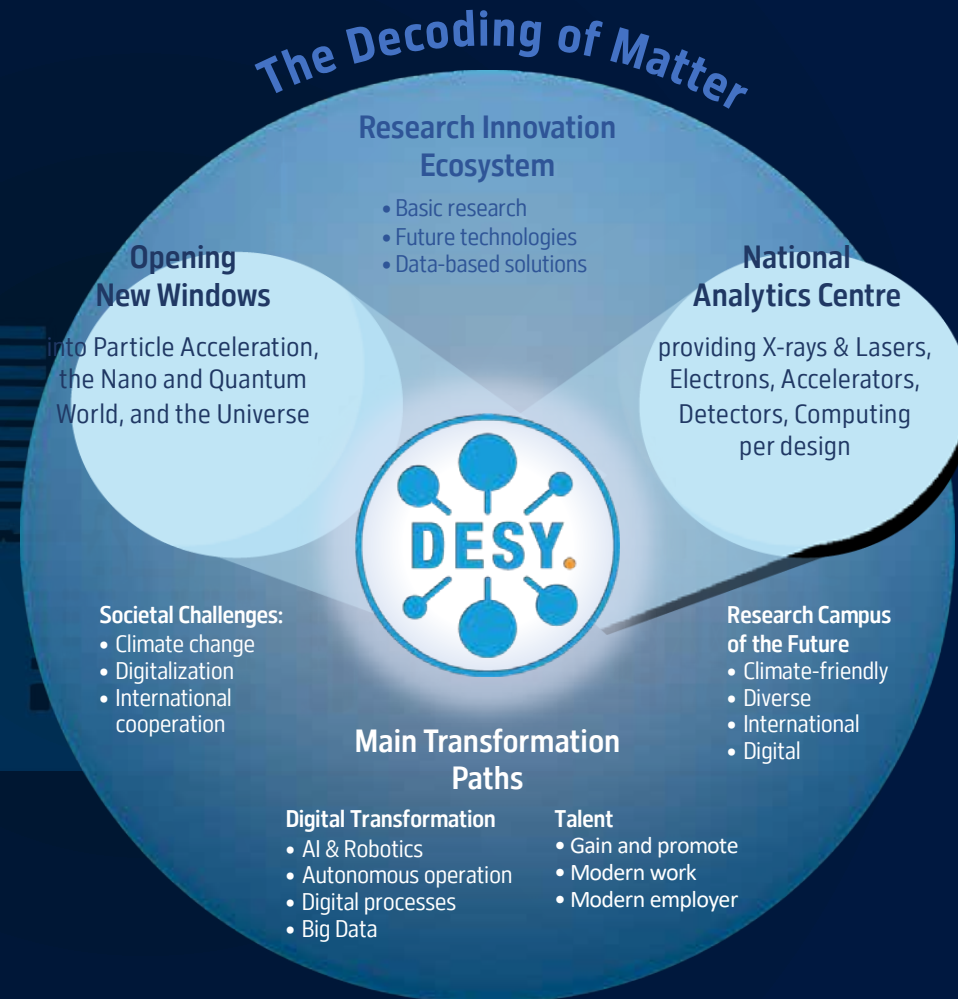 The Decoding of Matter
Research Innovation
Ecosystem
• Basic research
• Future technologies
• Data-based solutions
Opening
New Windows
into Particle Acceleration,
the Nano and Quantum
World, and the Universe
National
Analytics Centre
providing X-rays & Lasers,
Electrons, Accelerators,
Detectors, Computing
per design
DESY.
Societal Challenges:
• Climate change
• Digitalization
• International
cooperation
Research Campus
of the Future
• Climate-friendly
• Diverse
• International
• Digital
Main Transformation
Paths
Digital Transformation
• AI & Robotics
• Autonomous operation
• Digital processes
• Big Data
Talent
• Gain and promote
• Modern work
• Modern employer